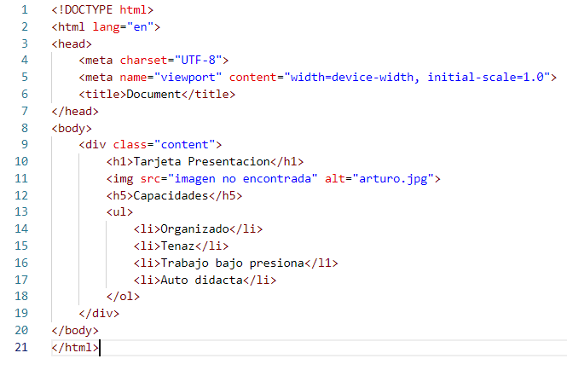 1 <!DOCTYPE html>
2 <html lang="en">
3 <head>
4     <meta charset="UTF-8">
5     <meta name="viewport" content="width=device-width, initial-scale=1.0">
6     <title>Document</title>
7 </head>
8 <body>
9     <div class="content">
10         <h1>Tarjeta Presentacion</h1>
11         <img src="imagen no encontrada" alt="arturo.jpg">
12         <h5>Capacidades</h5>
13         <ul>
14             <li>Organizado</li>
15             <li>Tenaz</li>
16             <li>Trabajo bajo presiona</l1>
17             <li>Auto didacta</li>
18         </ol>
19     </div>
20 </body>
21 </html>